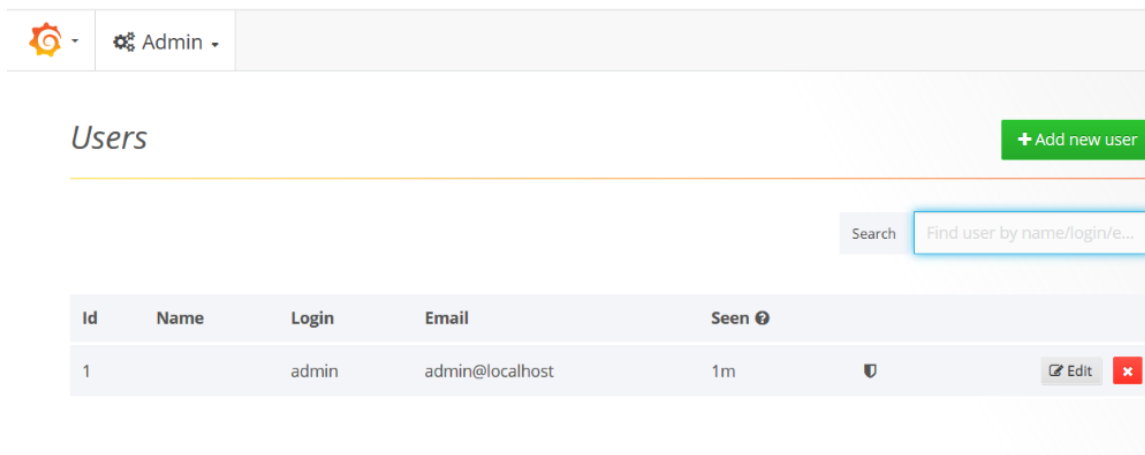 Admin
Users
Add new user
Search Find user by name/login/e...
Id Name Login Email Seen
1 admin admin@localhost 1m Edit